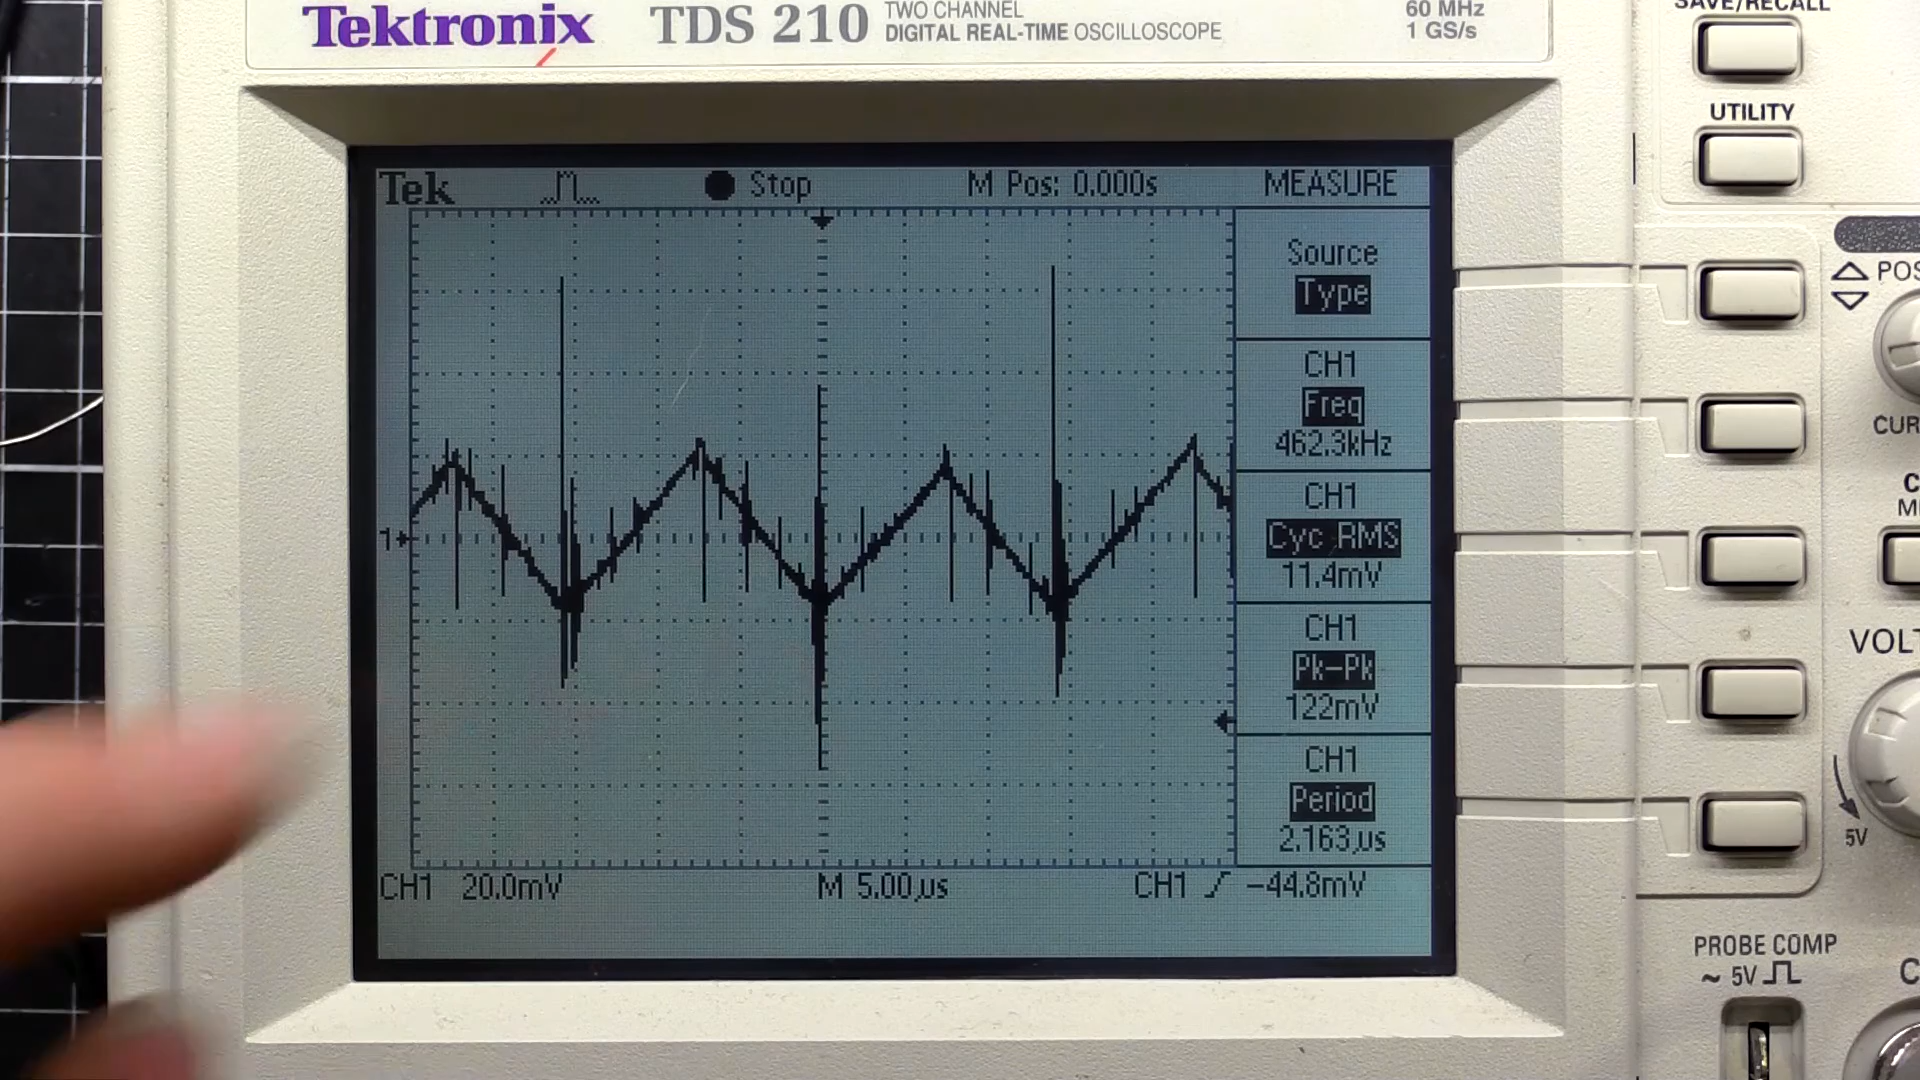 Tektronix TDS 210 TWO CHANNEL DIGITAL REAL-TIME OSCILLOSCOPE
60 MHz
1 GS/s
SAVE/RECALL
UTILITY
Tek Stop M Pos: 0.000s MEASURE
Source
Type
CH1
Freq
462.3kHz
CH1
Cyc RMS
11.4mV
CH1
Pk-Pk
122mV
CH1
Period
2.163µs
1
CH1 20.0mV M 5.00µs CH1 -44.8mV
POS
CUR
VOLT
5V
PROBE COMP
~ 5V